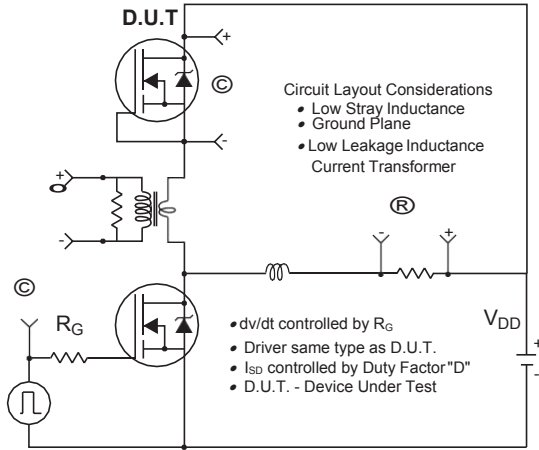 D.U.T
+
©
-
Circuit Layout Considerations
• Low Stray Inductance
• Ground Plane
• Low Leakage Inductance
Current Transformer
+
-
®
- +
©
RG
• dv/dt controlled by RG
• Driver same type as D.U.T.
• ISD controlled by Duty Factor "D"
• D.U.T. - Device Under Test
VDD
+
-